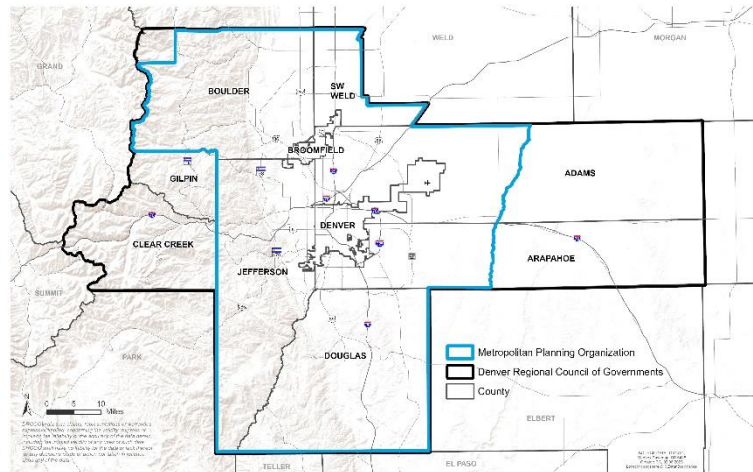 WELD
MORGAN
GRAND
BOULDER
SW
WELD
BROOMFIELD
GILPIN
ADAMS
DENVER
CLEAR CREEK
ARAPAHOE
JEFFERSON
SUMMIT
DOUGLAS
PARK
Metropolitan Planning Organization
Denver Regional Council of Governments
County
N
0 5 10
Miles
ELBERT
TELLER
EL PASO